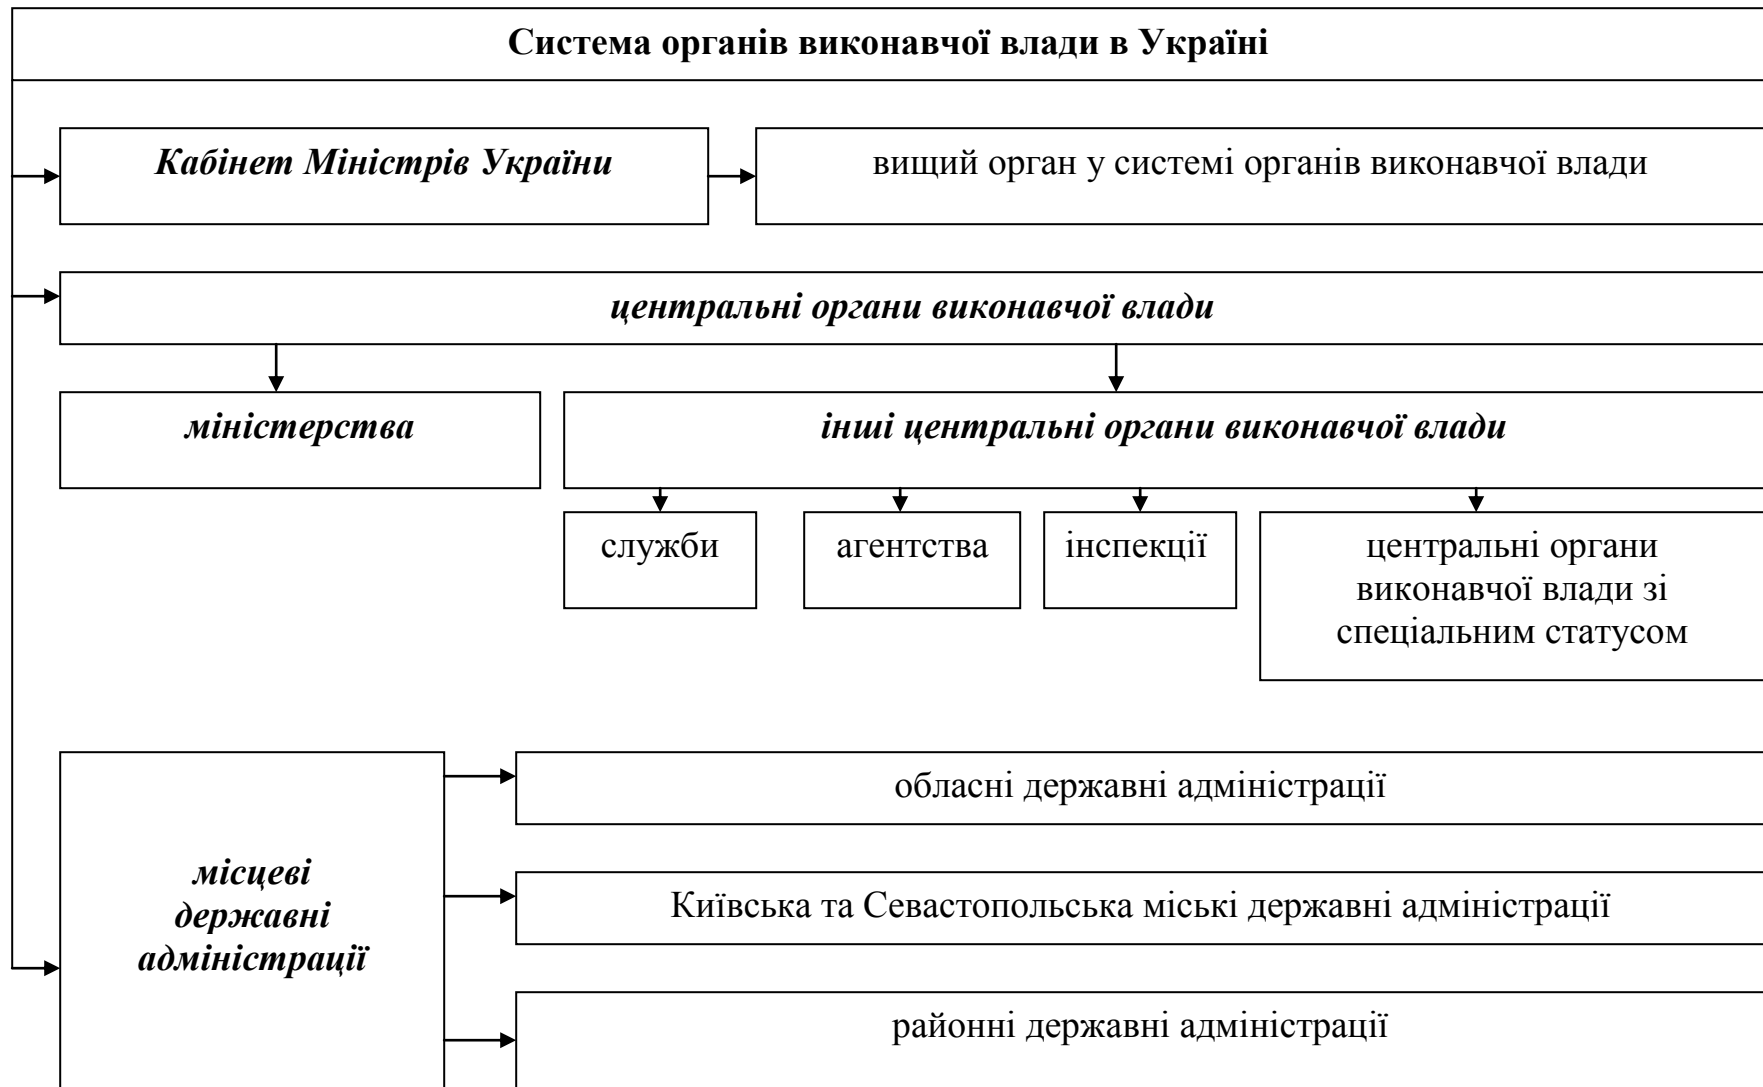 Система органів виконавчої влади в Україні
Кабінет Міністрів України
вищий орган у системі органів виконавчої влади
центральні органи виконавчої влади
міністерства
інші центральні органи виконавчої влади
служби
агентства
інспекції
центральні органи
виконавчої влади зі
спеціальним статусом
місцеві
державні
адміністрації
обласні державні адміністрації
Київська та Севастопольська міські державні адміністрації
районні державні адміністрації